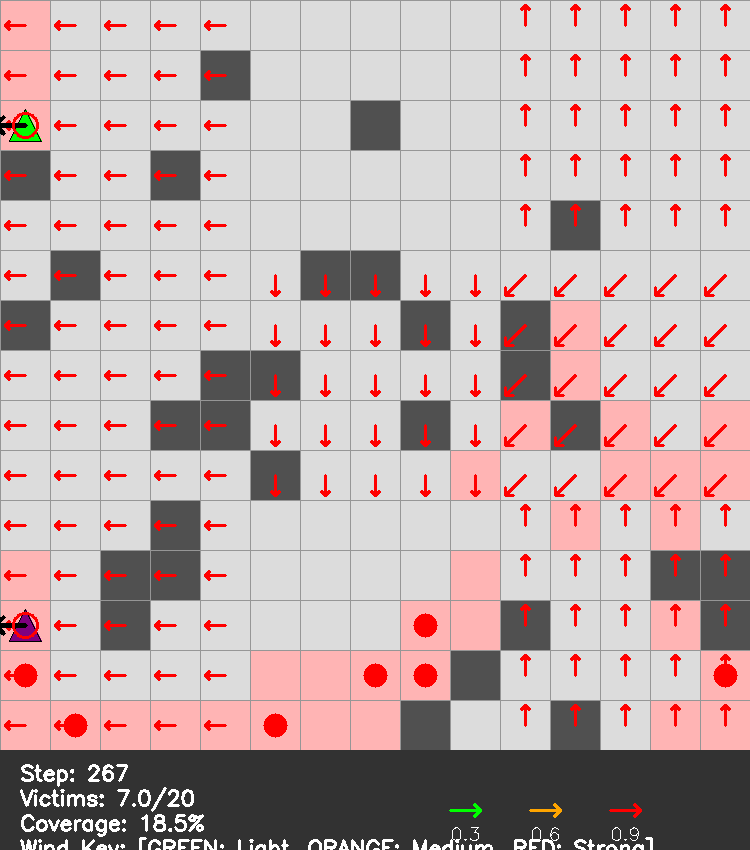 Step: 267
Victims: 7.0/20
Coverage: 18.5%
0.3 0.6 0.9
Wind Key: [GREEN: Light, ORANGE: Medium, RED: Strong]